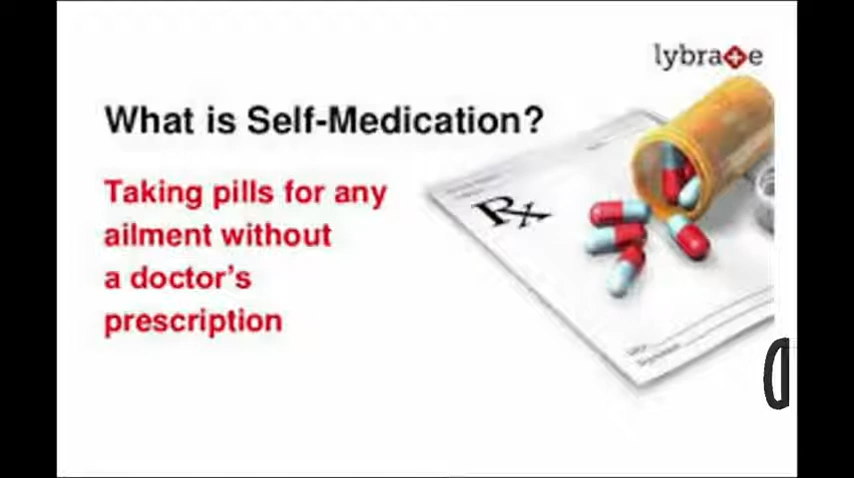 lybrate
What is Self-Medication?
Taking pills for any
ailment without
a doctor's
prescription
Rx